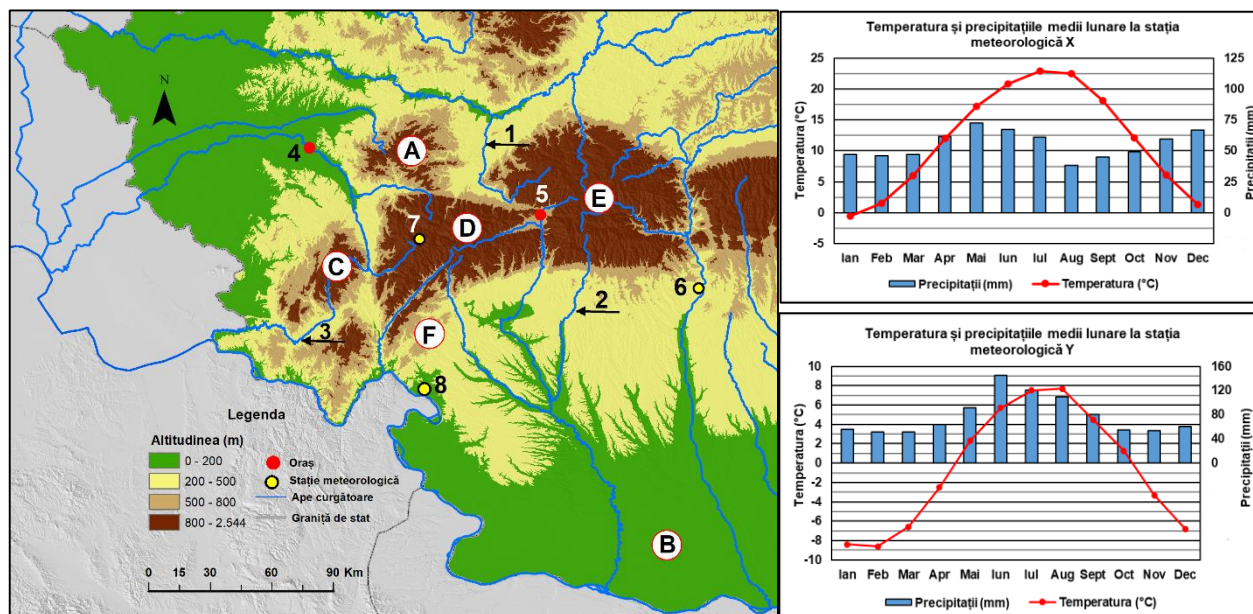 N
1
A
4
5
E
D
7
C
6
2
3
F
8
B
Legenda
Altitudinea (m)
0 - 200
200 - 500
500 - 800
800 - 2.544
Oraș
Stație meteorologică
Ape curgătoare
Graniță de stat
0 30 60 90 Km
Temperatura și precipitațiile medii lunare la stația
meteorologică X
Temperatura (°C)
25
20
15
10
5
0
-5
125
100
75
50
25
0
Precipitații(mm)
Ian Feb Mar Apr Mai Iun Iul Aug Sept Oct Nov Dec
Precipitații (mm) Temperatura (°C)
Temperatura și precipitațiile medii lunare la stația
meteorologică Y
Temperatura (°C)
10
8
6
4
2
0
-2
-4
-6
-8
-10
160
120
80
40
0
Precipitații (mm)
Ian Feb Mar Apr Mai Iun Iul Aug Sept Oct Nov Dec
Precipitații (mm) Temperatura (°C)